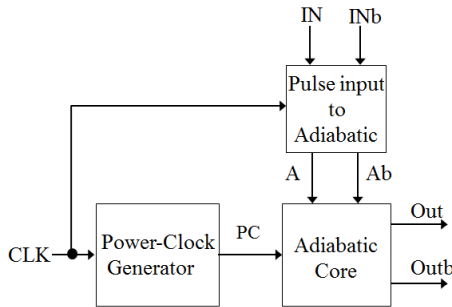 IN INb
Pulse input
to
Adiabatic
A Ab
Out
CLK
Power-Clock
Generator
PC
Adiabatic
Core
Outb